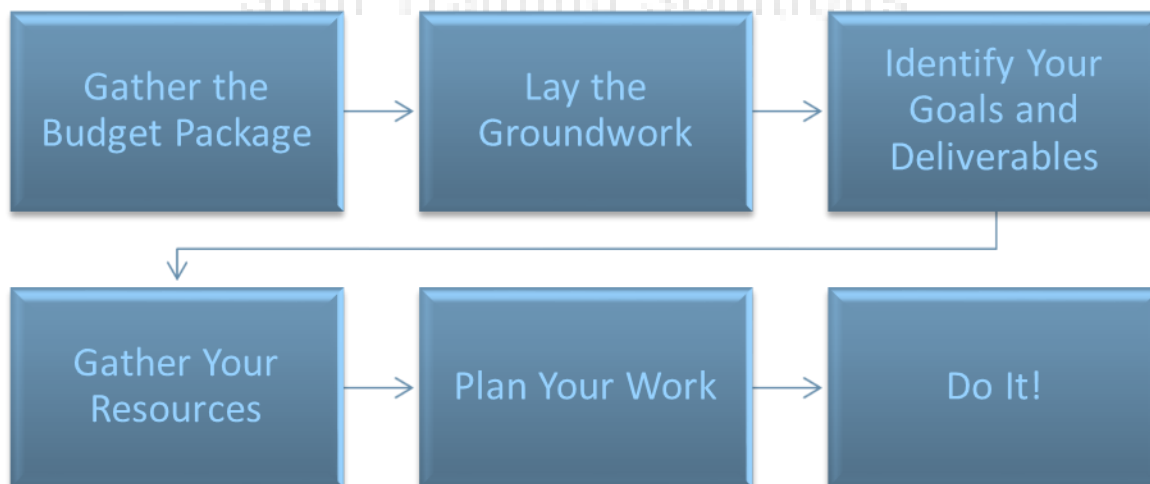 Gather the
Budget Package
Lay the
Groundwork
Identify Your
Goals and
Deliverables
Gather Your
Resources
Plan Your Work
Do It!